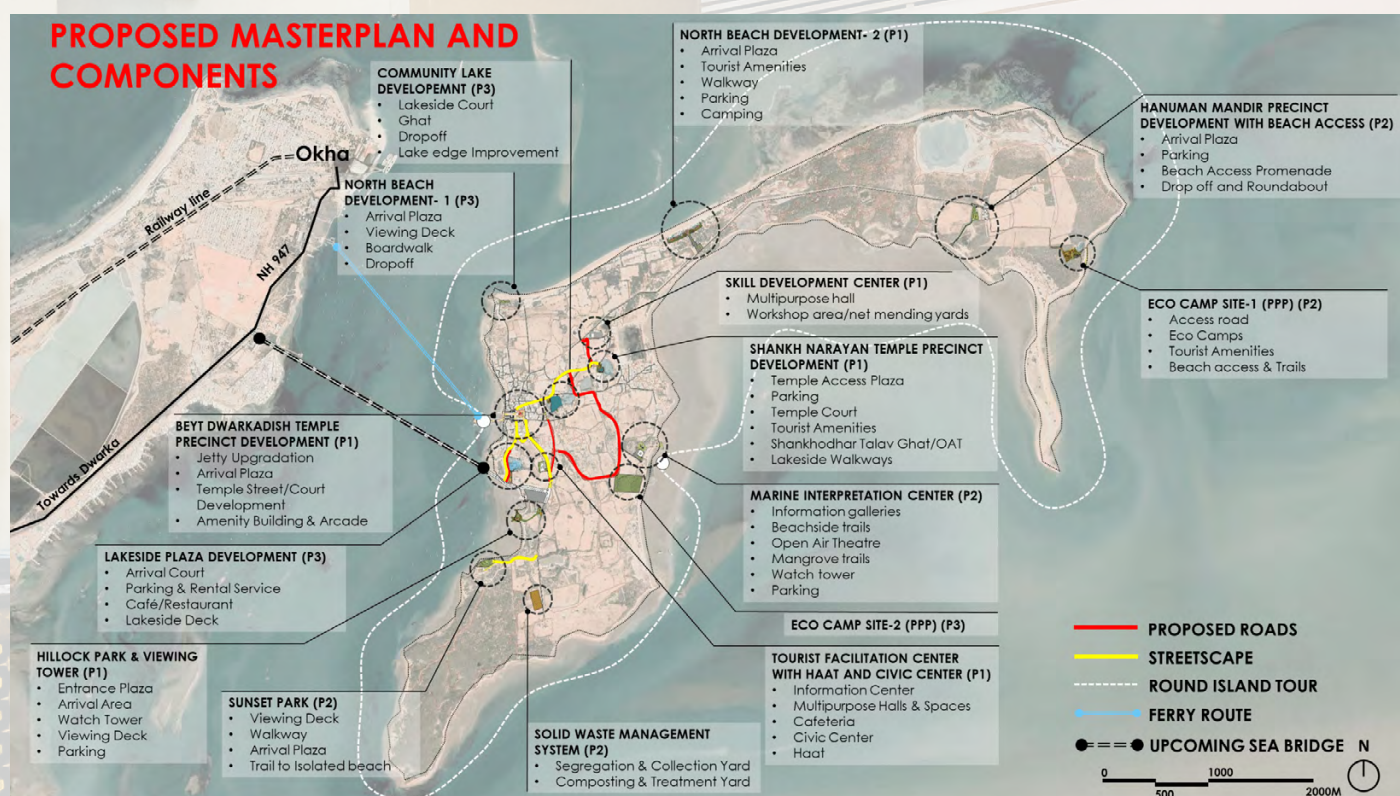 PROPOSED MASTERPLAN AND
COMPONENTS
COMMUNITY LAKE
DEVELOPEMNT (P3)
• Lakeside Court
• Ghat
• Dropoff
• Lake edge Improvement
NORTH BEACH DEVELOPMENT- 2 (P1)
• Arrival Plaza
• Tourist Amenities
• Walkway
• Parking
• Camping
HANUMAN MANDIR PRECINCT
DEVELOPMENT WITH BEACH ACCESS (P2)
• Arrival Plaza
• Parking
• Beach Access Promenade
• Drop off and Roundabout
Okha
Railway line
NH 947
Towards Dwarka
NORTH BEACH
DEVELOPMENT- 1 (P3)
• Arrival Plaza
• Viewing Deck
• Boardwalk
• Dropoff
SKILL DEVELOPMENT CENTER (P1)
• Multipurpose hall
• Workshop area/net mending yards
ECO CAMP SITE-1 (PPP) (P2)
• Access road
• Eco Camps
• Tourist Amenities
• Beach access & Trails
SHANKH NARAYAN TEMPLE PRECINCT
DEVELOPMENT (P1)
• Temple Access Plaza
• Parking
• Temple Court
• Tourist Amenities
• Shankhodhar Talav Ghat/OAT
• Lakeside Walkways
BEYT DWARKADISH TEMPLE
PRECINCT DEVELOPMENT (P1)
• Jetty Upgradation
• Arrival Plaza
• Temple Street/Court
Development
• Amenity Building & Arcade
MARINE INTERPRETATION CENTER (P2)
• Information galleries
• Beachside trails
• Open Air Theatre
• Mangrove trails
• Watch tower
• Parking
LAKESIDE PLAZA DEVELOPMENT (P3)
• Arrival Court
• Parking & Rental Service
• Café/Restaurant
• Lakeside Deck
ECO CAMP SITE-2 (PPP) (P3)
HILLOCK PARK & VIEWING
TOWER (P1)
• Entrance Plaza
• Arrival Area
• Watch Tower
• Viewing Deck
• Parking
SUNSET PARK (P2)
• Viewing Deck
• Walkway
• Arrival Plaza
• Trail to Isolated beach
SOLID WASTE MANAGEMENT
SYSTEM (P2)
• Segregation & Collection Yard
• Composting & Treatment Yard
TOURIST FACILITATION CENTER
WITH HAAT AND CIVIC CENTER (P1)
• Information Center
• Multipurpose Halls & Spaces
• Cafeteria
• Civic Center
• Haat
PROPOSED ROADS
STREETSCAPE
ROUND ISLAND TOUR
FERRY ROUTE
UPCOMING SEA BRIDGE N
0 1000
500 2000M